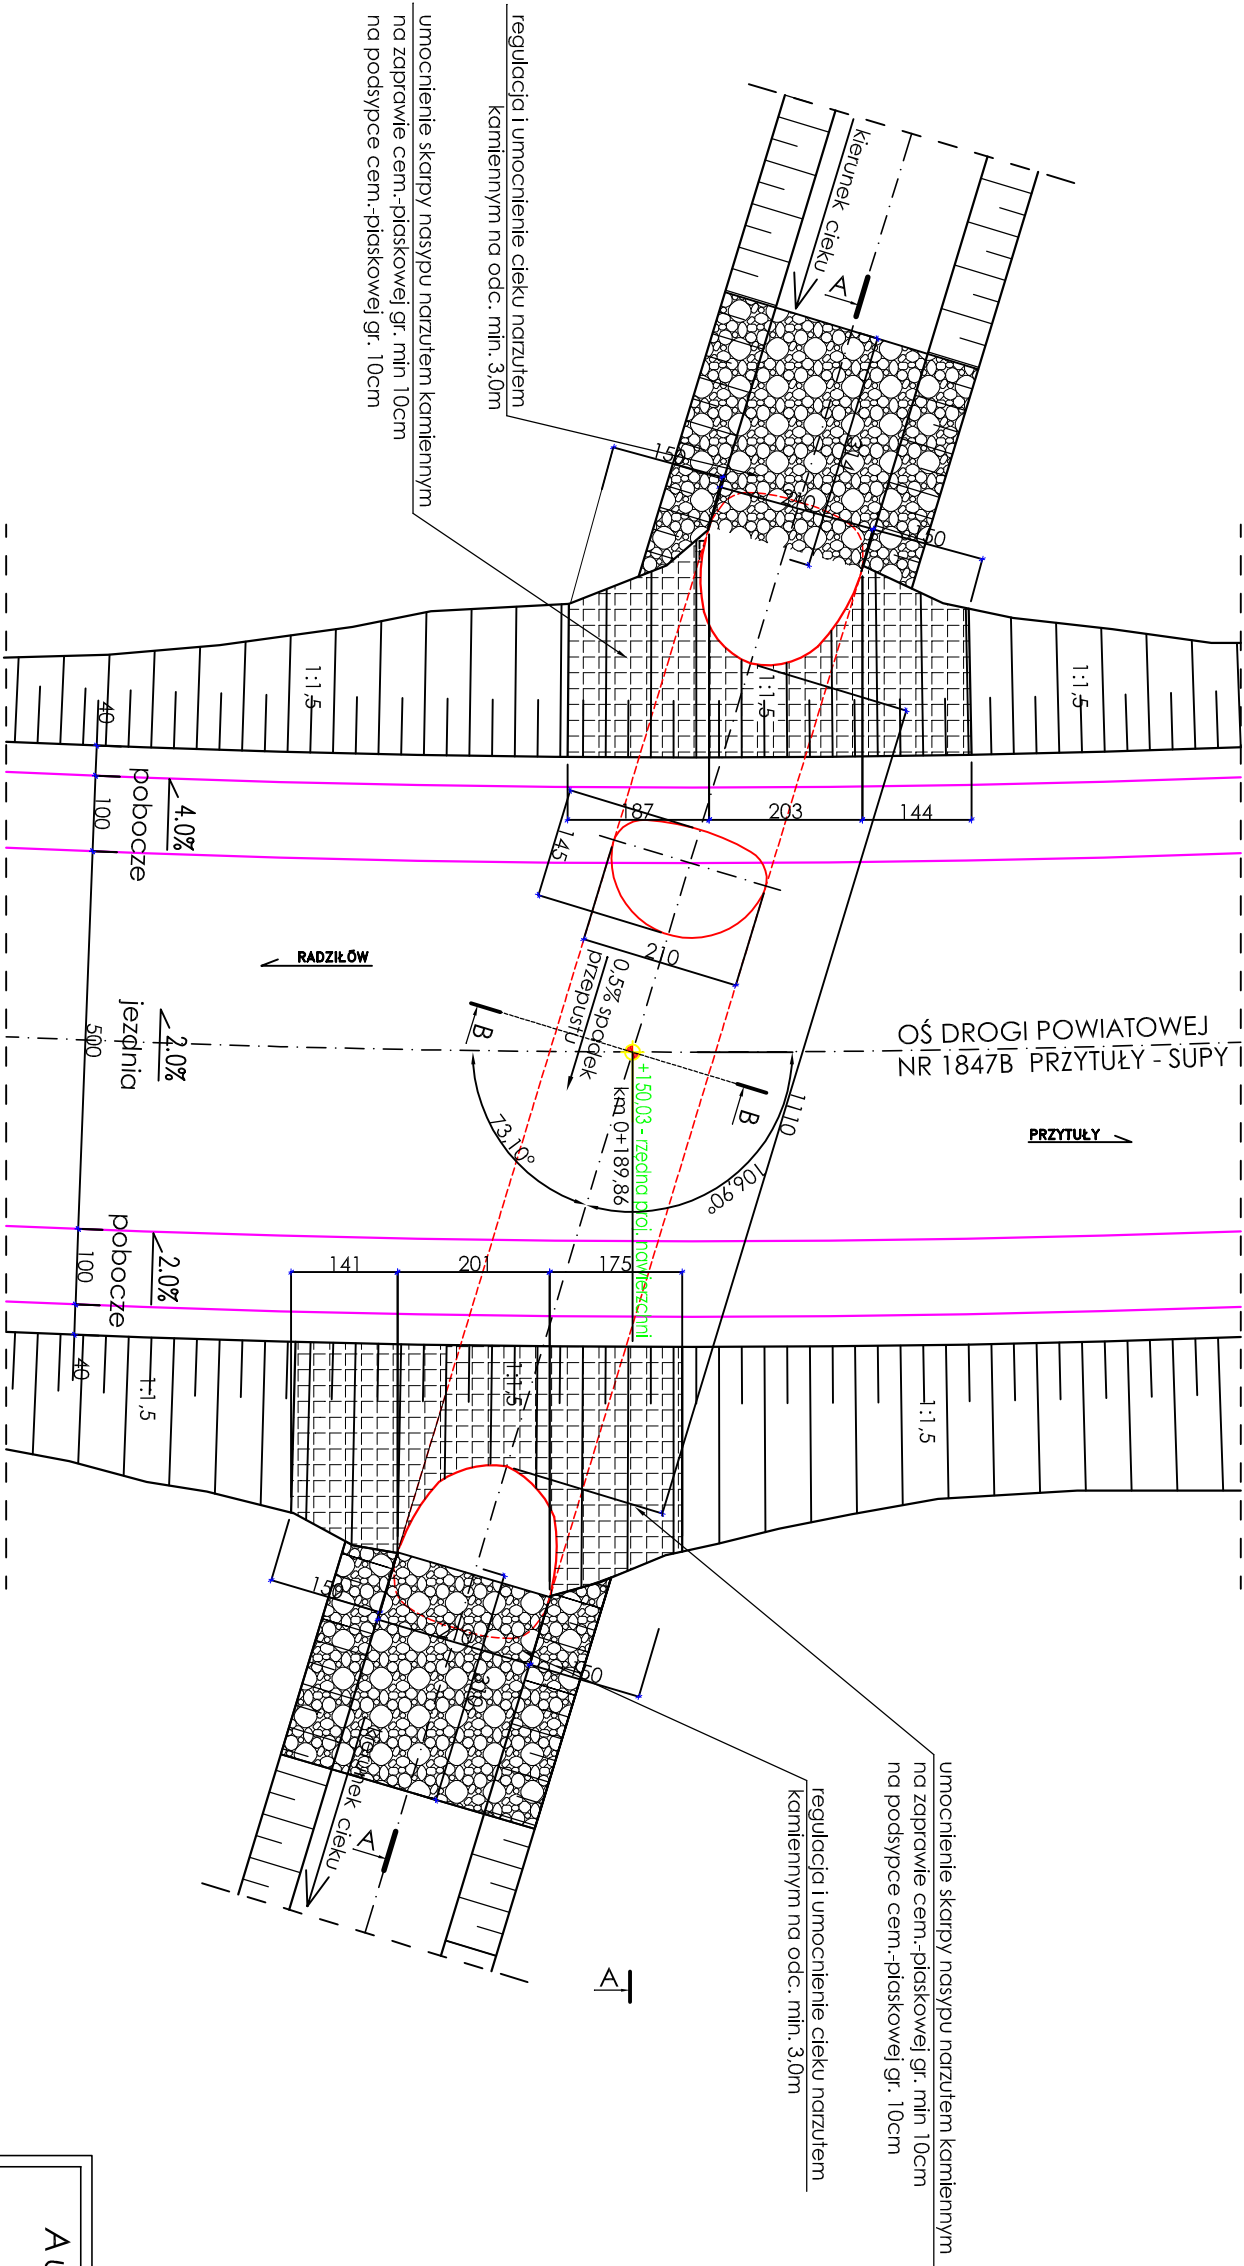 regulacja i umocnienie cieku narzutem
kamiennym na odc. min. 3,0m
umocnienie skarpy nasypu narzutem kamiennym
na zaprawie cem.-piaskowej gr. min 10cm
na podsypce cem.-piaskowej gr. 10cm
kierunek cieku
A
150
314
210
150
1:1,5
1:1,5
1:1,5
40
100
pobocze
4.0%
187
203
144
145
210
RADZIŁÓW
0,5% spadek
przepustu
B
B
OŚ DROGI POWIATOWEJ
NR 1847B PRZYTUŁY - SUPY
PRZYTUŁY
jezdnia
2.0%
500
+150,03 - rzędna proj. nawierzchni
km 0+189,86
1110
73,10°
106,90°
pobocze
2.0%
100
40
141
201
175
1:1,5
1:1,5
1:1,5
150
210
150
kierunek cieku
A
A
umocnienie skarpy nasypu narzutem kamiennym
na zaprawie cem.-piaskowej gr. min 10cm
na podsypce cem.-piaskowej gr. 10cm
regulacja i umocnienie cieku narzutem
kamiennym na odc. min. 3,0m